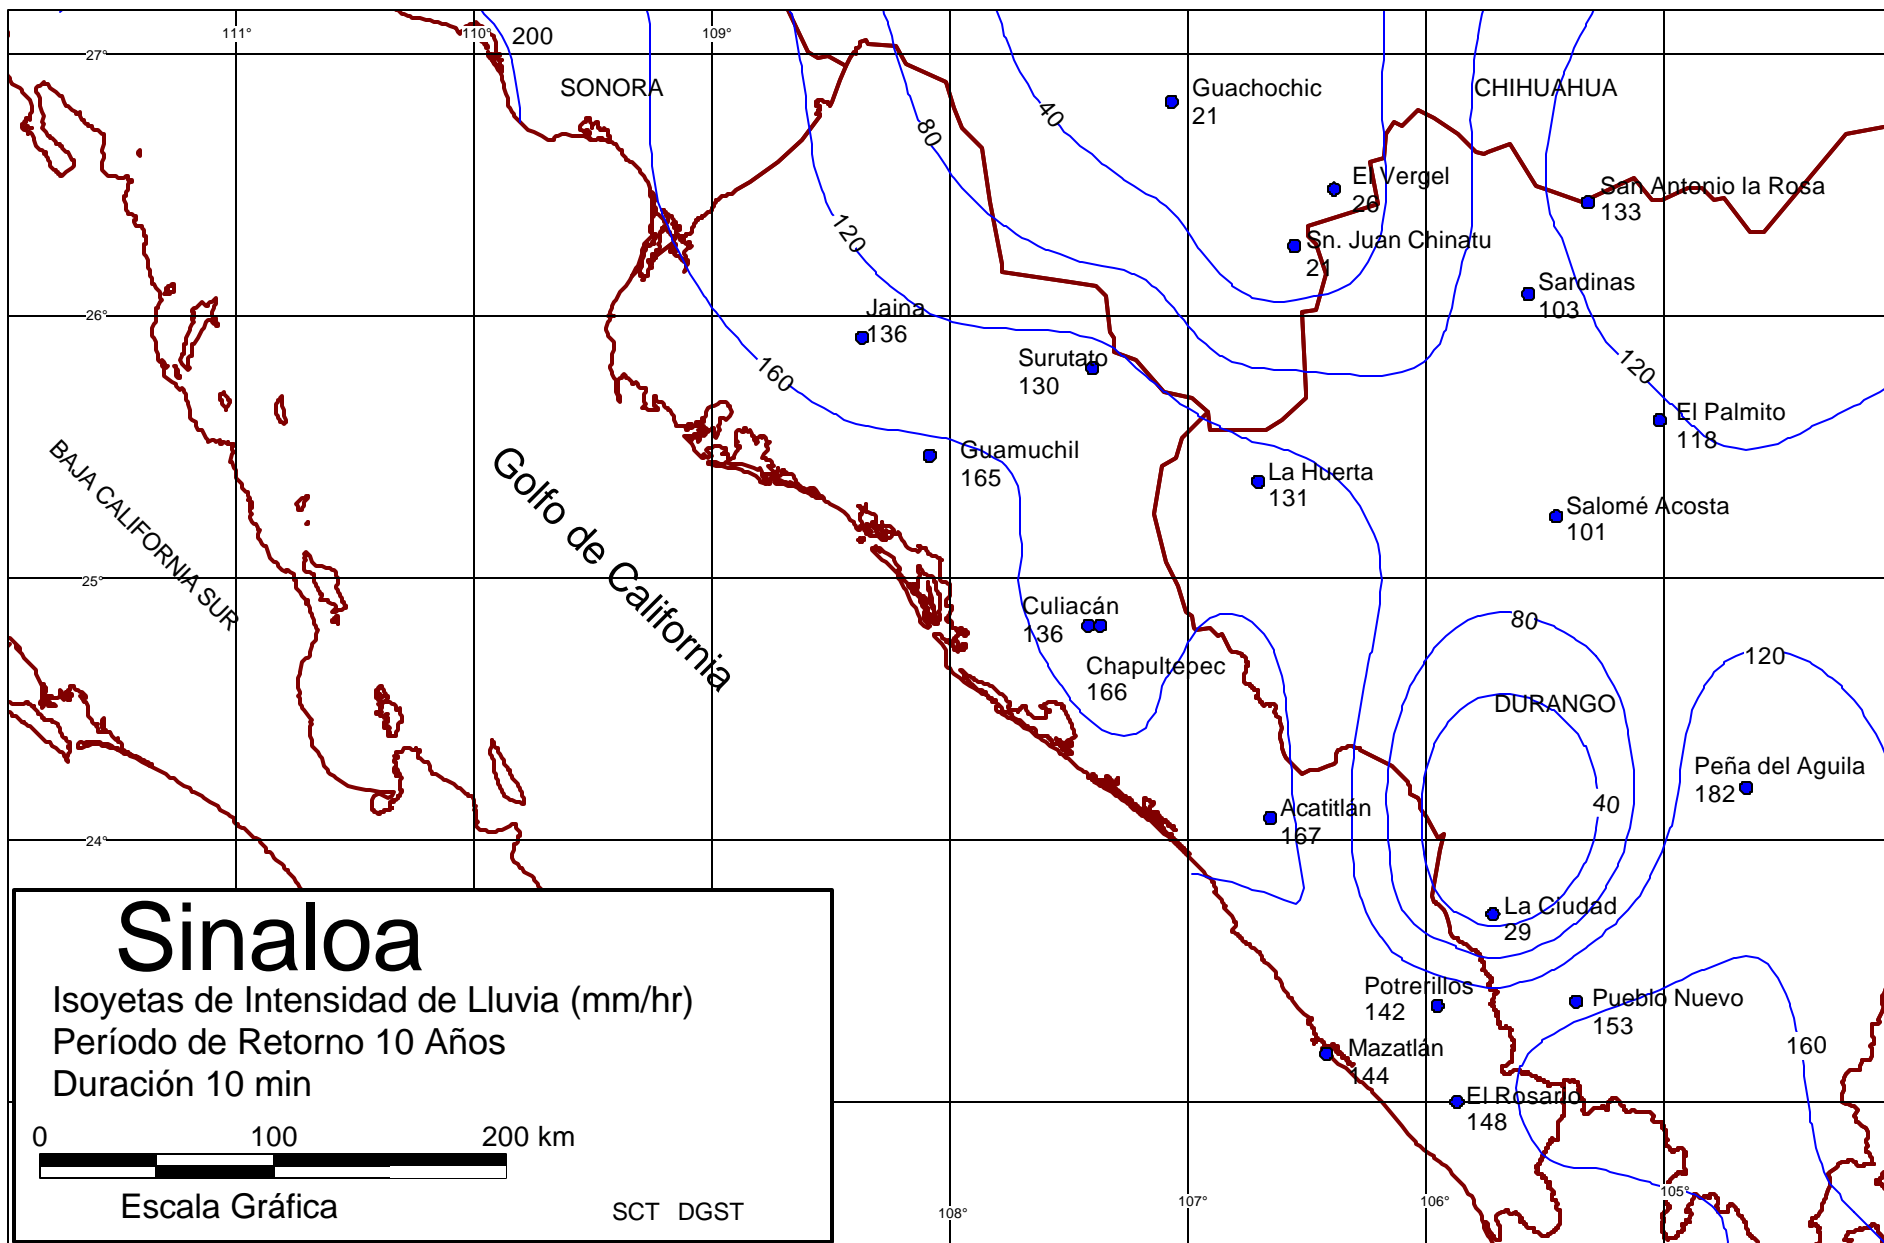 111°
110°
200
109°
27°
SONORA
Guachochic
21
CHIHUAHUA
40
80
El Vergel
26
San Antonio la Rosa
133
120
Sn. Juan Chinatu
21
Sardinas
103
26°
Jaina
136
Surutato
130
160
120
El Palmito
118
Guamuchil
165
La Huerta
131
BAJA CALIFORNIA SUR
Golfo de California
Salomé Acosta
101
25°
Culiacán
136
80
Chapultepec
166
120
DURANGO
Peña del Aguila
182
40
Acatitlán
167
24°
La Ciudad
29
Sinaloa
Isoyetas de Intensidad de Lluvia (mm/hr)
Período de Retorno 10 Años
Duración 10 min
Potrerillos
142
Pueblo Nuevo
153
Mazatlán
144
160
El Rosario
148
0 100 200 km
Escala Gráfica
SCT DGST
108°
107°
106°
105°